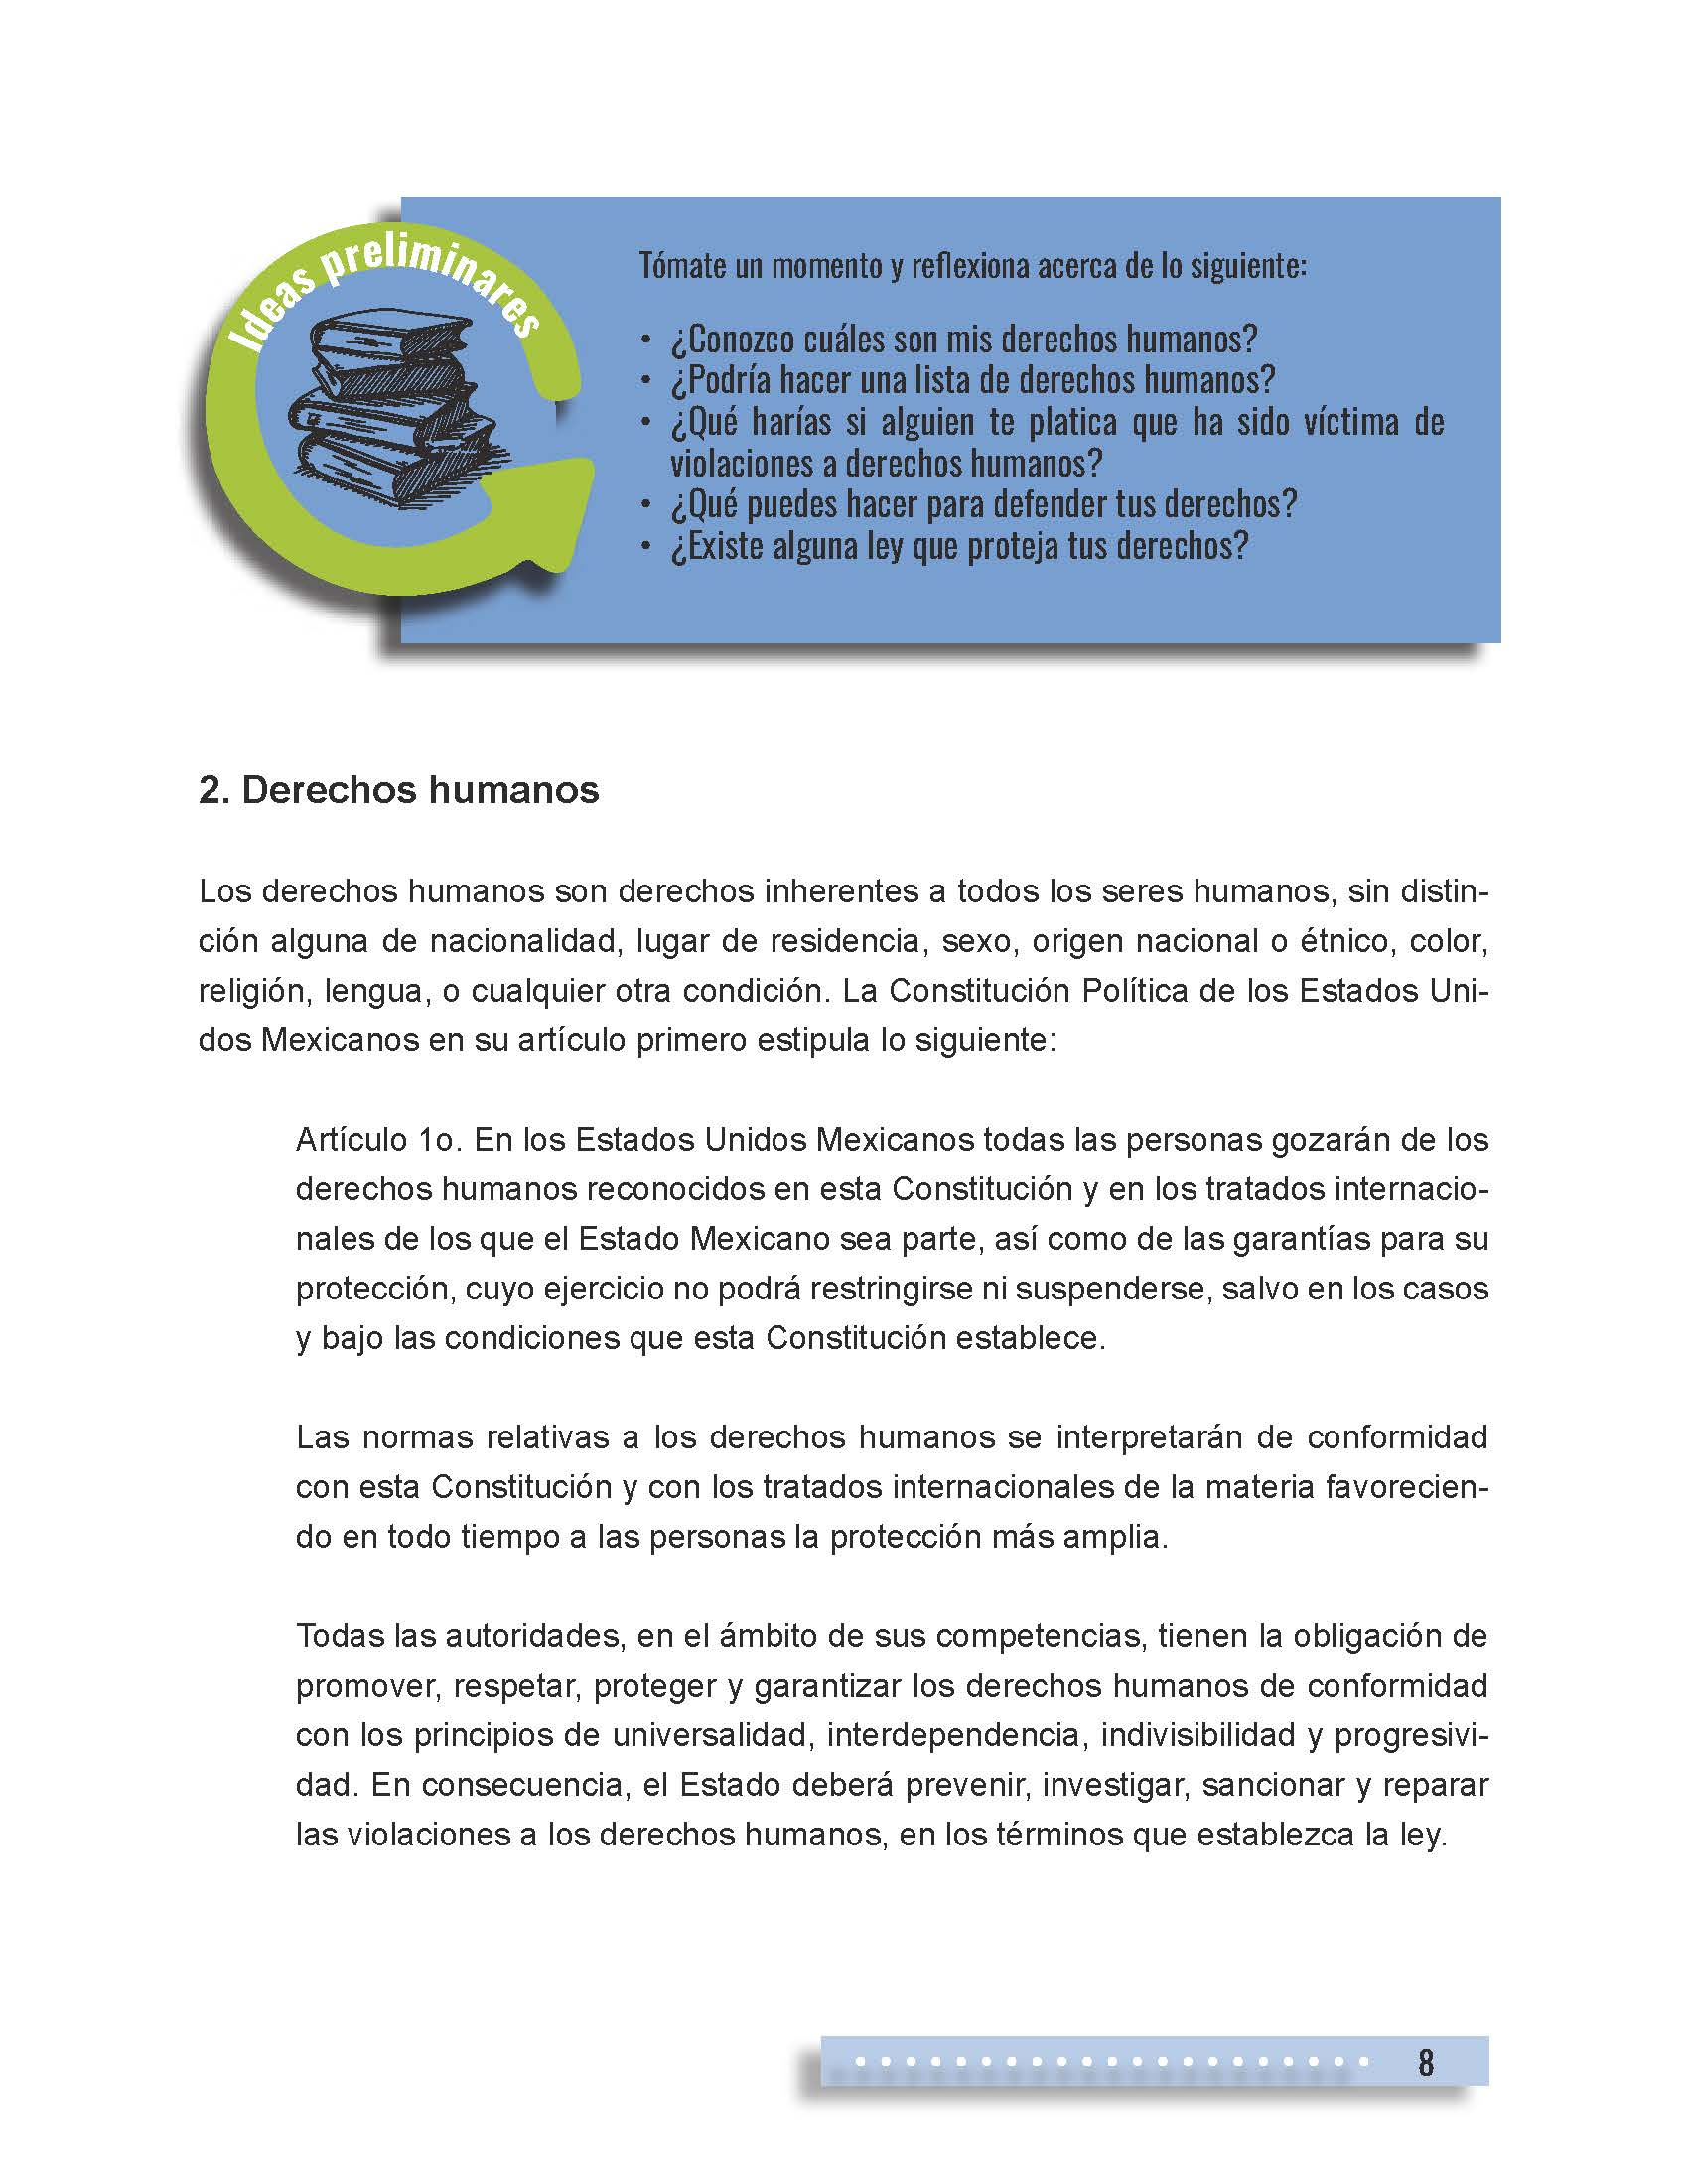 Ideas preliminares
Tómate un momento y reflexiona acerca de lo siguiente:
• ¿Conozco cuáles son mis derechos humanos?
• ¿Podría hacer una lista de derechos humanos?
• ¿Qué harías si alguien te platica que ha sido víctima de
violaciones a derechos humanos?
• ¿Qué puedes hacer para defender tus derechos?
• ¿Existe alguna ley que proteja tus derechos?
2. Derechos humanos
Los derechos humanos son derechos inherentes a todos los seres humanos, sin distin-
ción alguna de nacionalidad, lugar de residencia, sexo, origen nacional o étnico, color,
religión, lengua, o cualquier otra condición. La Constitución Política de los Estados Uni-
dos Mexicanos en su artículo primero estipula lo siguiente:
Artículo 1o. En los Estados Unidos Mexicanos todas las personas gozarán de los
derechos humanos reconocidos en esta Constitución y en los tratados internacio-
nales de los que el Estado Mexicano sea parte, así como de las garantías para su
protección, cuyo ejercicio no podrá restringirse ni suspenderse, salvo en los casos
y bajo las condiciones que esta Constitución establece.
Las normas relativas a los derechos humanos se interpretarán de conformidad
con esta Constitución y con los tratados internacionales de la materia favorecien-
do en todo tiempo a las personas la protección más amplia.
Todas las autoridades, en el ámbito de sus competencias, tienen la obligación de
promover, respetar, proteger y garantizar los derechos humanos de conformidad
con los principios de universalidad, interdependencia, indivisibilidad y progresivi-
dad. En consecuencia, el Estado deberá prevenir, investigar, sancionar y reparar
las violaciones a los derechos humanos, en los términos que establezca la ley.
8